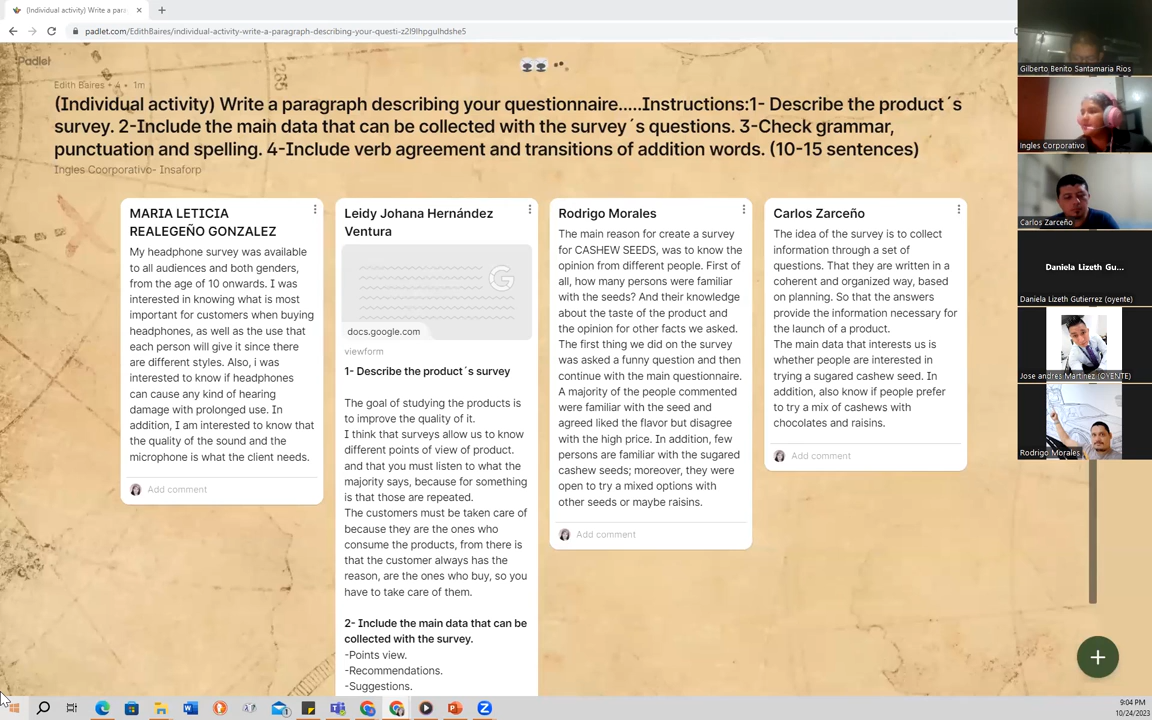 (Individual activity) Write a para
padlet.com/EdithBaires/individual-activity-write-a-paragraph-describing-your-questi-z2l9lhpgulhdshe5
Padlet
Edith Baires • 4 • 1m
(Individual activity) Write a paragraph describing your questionnaire.....Instructions:1- Describe the product´s
survey. 2-Include the main data that can be collected with the survey´s questions. 3-Check grammar,
punctuation and spelling. 4-Include verb agreement and transitions of addition words. (10-15 sentences)
Ingles Ccorporativo- Insaforp
MARIA LETICIA
REALEGEÑO GONZALEZ
My headphone survey was available
to all audiences and both genders,
from the age of 10 onwards. I was
interested in knowing what is most
important for customers when buying
headphones, as well as the use that
each person will give it since there
are different styles. Also, i was
interested to know if headphones
can cause any kind of hearing
damage with prolonged use. In
addition, I am interested to know that
the quality of the sound and the
microphone is what the client needs.
Add comment
Leidy Johana Hernández
Ventura
docs.google.com
viewform
1- Describe the product´s survey
The goal of studying the products is
to improve the quality of it.
I think that surveys allow us to know
different points of view of product.
and that you must listen to what the
majority says, because for something
is that those are repeated.
The customers must be taken care of
because they are the ones who
consume the products, from there is
that the customer always has the
reason, are the ones who buy, so you
have to take care of them.
2- Include the main data that can be
collected with the survey.
-Points view.
-Recommendations.
-Suggestions.
Rodrigo Morales
The main reason for create a survey
for CASHEW SEEDS, was to know the
opinion from different people. First of
all, how many persons were familiar
with the seeds? And their knowledge
about the taste of the product and
the opinion for other facts we asked.
The first thing we did on the survey
was asked a funny question and then
continue with the main questionnaire.
A majority of the people commented
were familiar with the seed and
agreed liked the flavor but disagree
with the high price. In addition, few
persons are familiar with the sugared
cashew seeds; moreover, they were
open to try a mixed options with
other seeds or maybe raisins.
Add comment
Carlos Zarceño
The idea of the survey is to collect
information through a set of
questions. That they are written in a
coherent and organized way, based
on planning. So that the answers
provide the information necessary for
the launch of a product.
The main data that interests us is
whether people are interested in
trying a sugared cashew seed. In
addition, also know if people prefer
to try a mix of cashews with
chocolates and raisins.
Add comment
Gilberto Benito Santamaria Rios
Ingles Corporativo
Carlos Zarceño
Daniela Lizeth Gu...
Daniela Lizeth Gutierrez (oyente)
Jose andres Martinez (OYENTE)
Rodrigo Morales
9:04 PM
10/24/2023